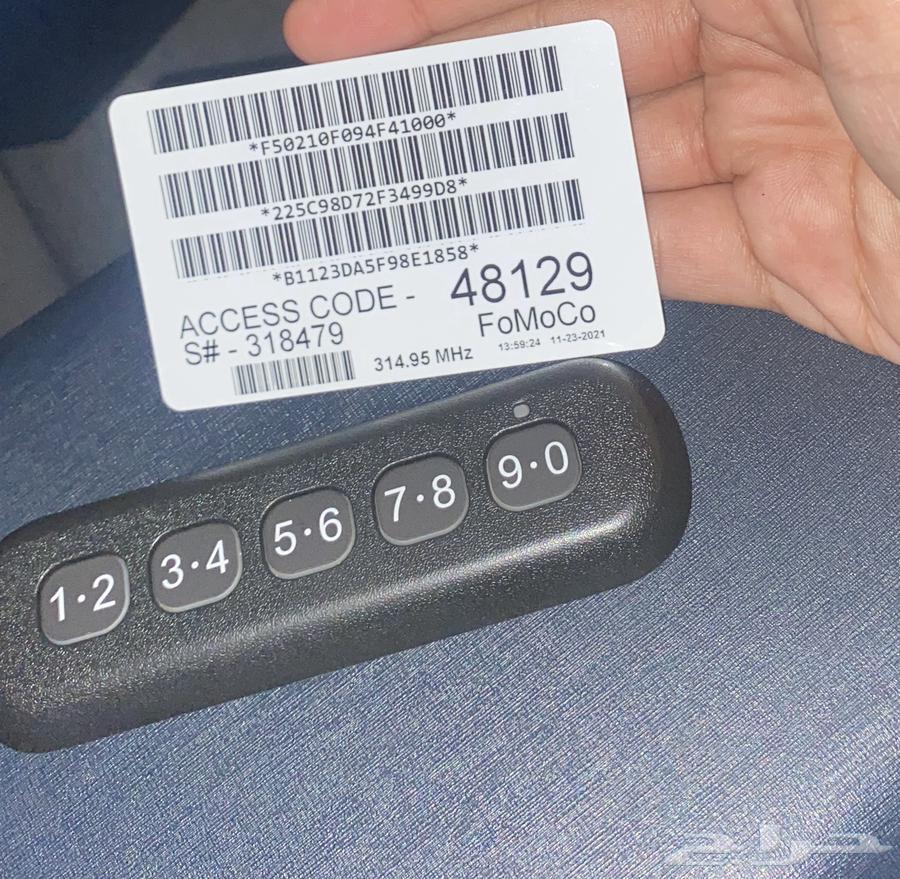 *F50210F094F41000*
*225C98D72F3499D8*
*B1123DA5F98E1858*
ACCESS CODE - 48129
S# - 318479 FoMoCo
314.95 MHz 13:59:24 11-23-2021
1·2 3·4 5·6 7·8 9·0
حراج